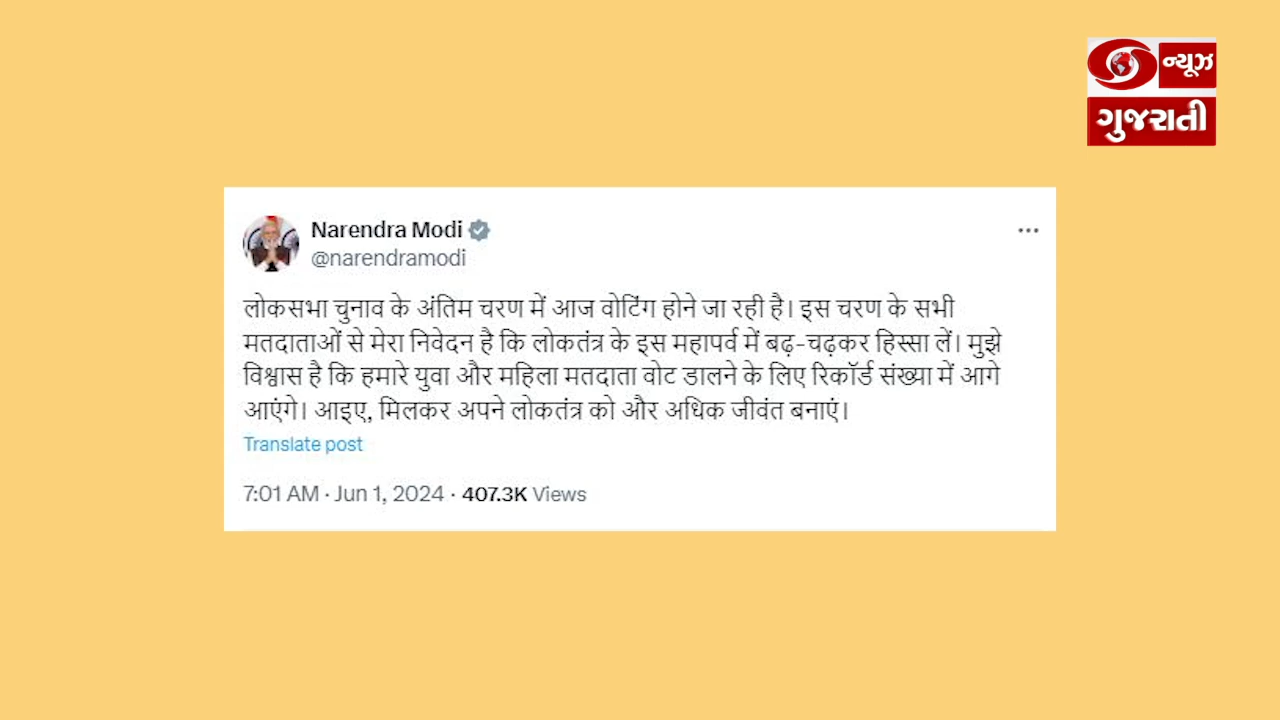 ન્યૂઝ
ગુજરાતી
Narendra Modi
@narendramodi
लोकसभा चुनाव के अंतिम चरण में आज वोटिंग होने जा रही है। इस चरण के सभी
मतदाताओं से मेरा निवेदन है कि लोकतंत्र के इस महापर्व में बढ़-चढ़कर हिस्सा लें। मुझे
विश्वास है कि हमारे युवा और महिला मतदाता वोट डालने के लिए रिकॉर्ड संख्या में आगे
आएंगे। आइए, मिलकर अपने लोकतंत्र को और अधिक जीवंत बनाएं।
Translate post
7:01 AM · Jun 1, 2024 · 407.3K Views